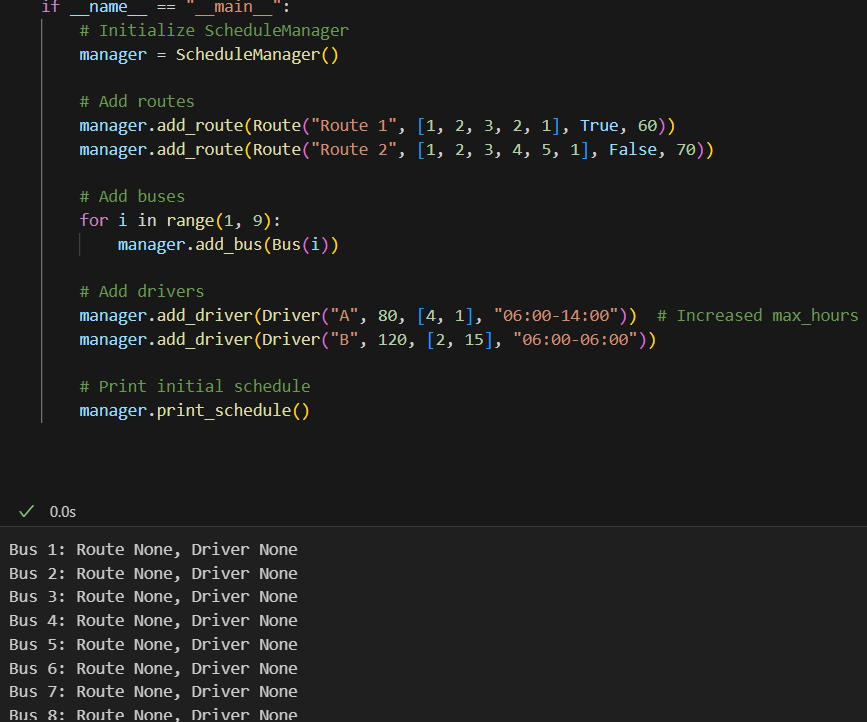 if __name__ == "__main__":
    # Initialize ScheduleManager
    manager = ScheduleManager()
    # Add routes
    manager.add_route(Route("Route 1", [1, 2, 3, 2, 1], True, 60))
    manager.add_route(Route("Route 2", [1, 2, 3, 4, 5, 1], False, 70))
    # Add buses
    for i in range(1, 9):
        manager.add_bus(Bus(i))
    # Add drivers
    manager.add_driver(Driver("A", 80, [4, 1], "06:00-14:00"))  # Increased max_hours
    manager.add_driver(Driver("B", 120, [2, 15], "06:00-06:00"))
    # Print initial schedule
    manager.print_schedule()
0.0s
Bus 1: Route None, Driver None
Bus 2: Route None, Driver None
Bus 3: Route None, Driver None
Bus 4: Route None, Driver None
Bus 5: Route None, Driver None
Bus 6: Route None, Driver None
Bus 7: Route None, Driver None
Bus 8: Route None, Driver None